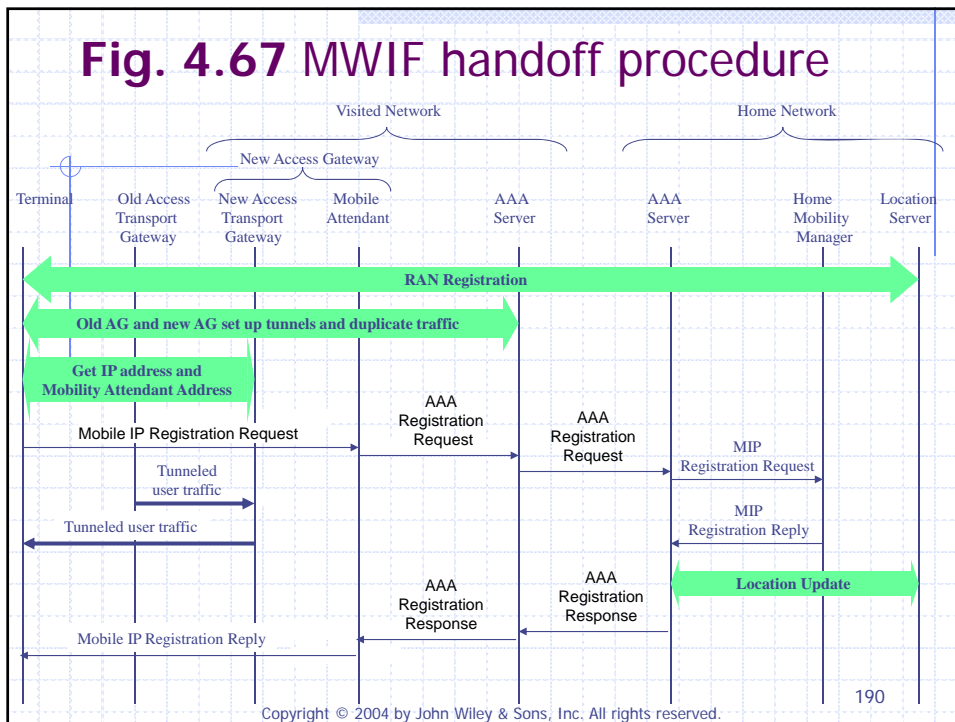 Fig. 4.67 MWIF handoff procedure
Visited Network
Home Network
New Access Gateway
Terminal
Old Access
Transport
Gateway
New Access
Transport
Gateway
Mobile
Attendant
AAA
Server
AAA
Server
Home
Mobility
Manager
Location
Server
RAN Registration
Old AG and new AG set up tunnels and duplicate traffic
Get IP address and
Mobility Attendant Address
Mobile IP Registration Request
AAA
Registration
Request
AAA
Registration
Request
MIP
Registration Request
Tunneled
user traffic
Tunneled user traffic
MIP
Registration Reply
Location Update
AAA
Registration
Response
AAA
Registration
Response
Mobile IP Registration Reply
190
Copyright © 2004 by John Wiley & Sons, Inc. All rights reserved.